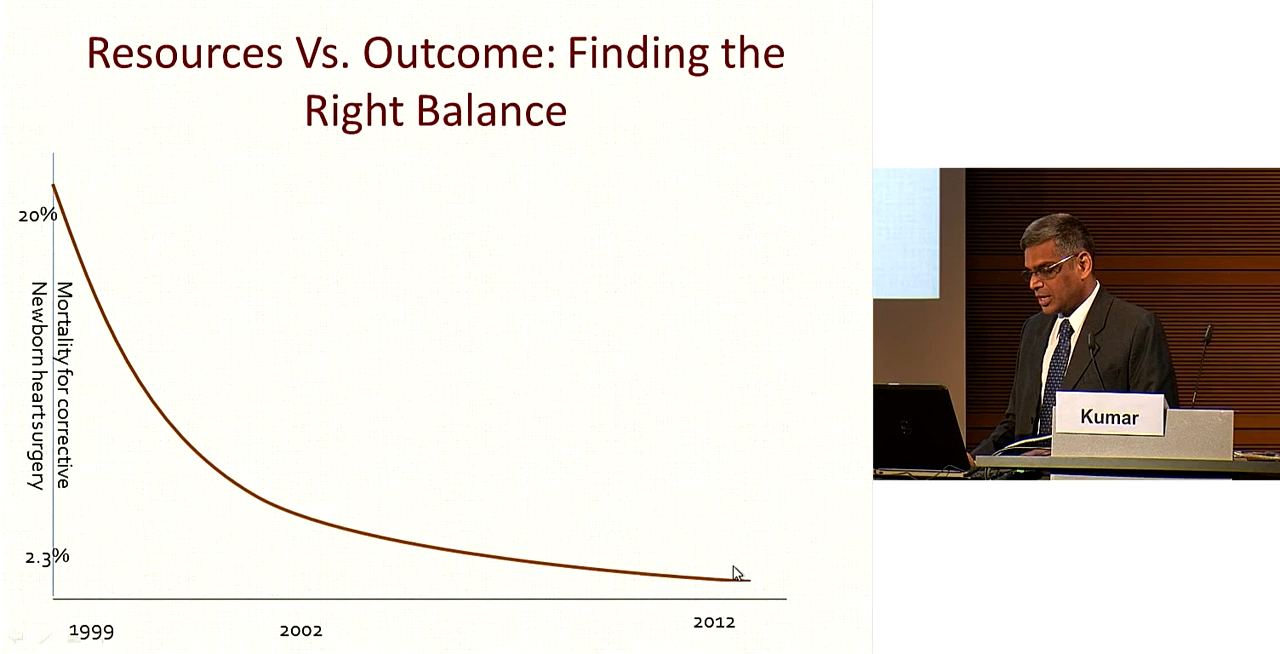 Resources Vs. Outcome: Finding the
Right Balance
20%
Mortality for corrective
Newborn heartsurgery
2.3%
1999
2002
2012
Kumar